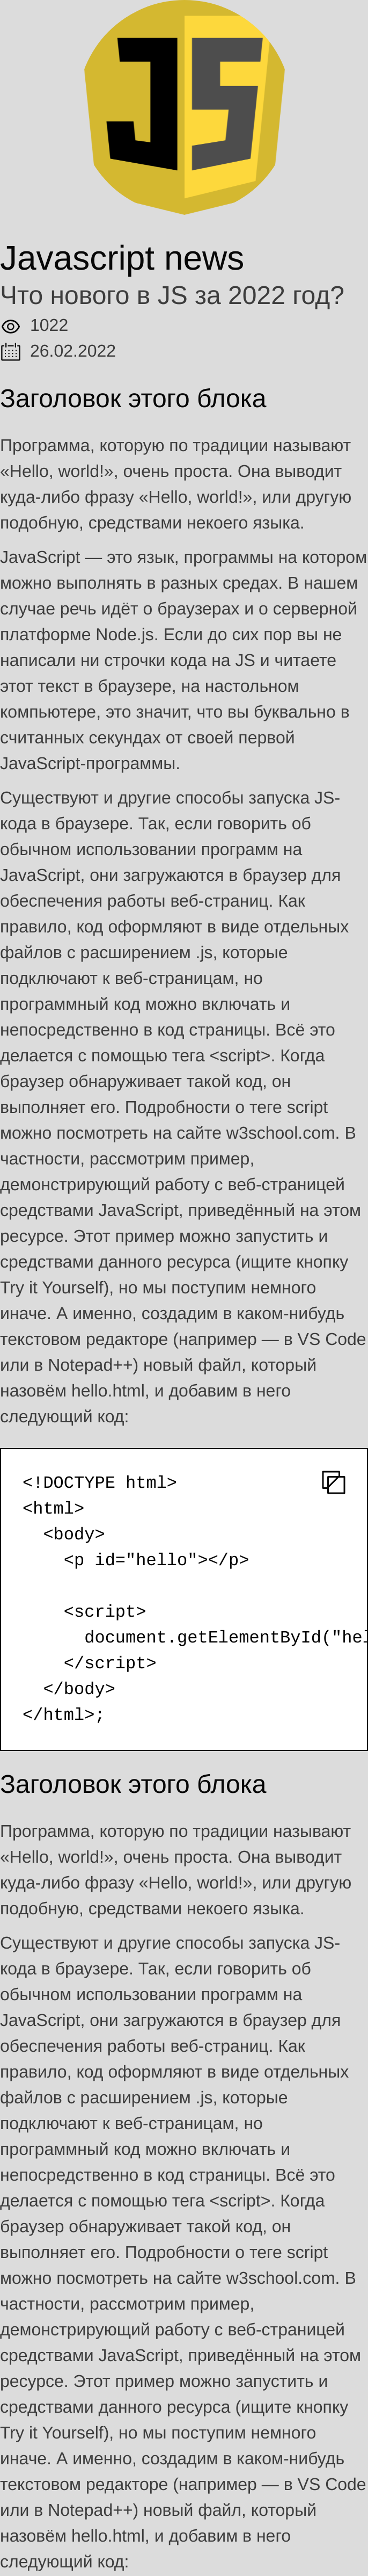 JS
Javascript news
Что нового в JS за 2022 год?
1022
26.02.2022
Заголовок этого блока
Программа, которую по традиции называют
«Hello, world!», очень проста. Она выводит
куда-либо фразу «Hello, world!», или другую
подобную, средствами некоего языка.
JavaScript — это язык, программы на котором
можно выполнять в разных средах. В нашем
случае речь идёт о браузерах и о серверной
платформе Node.js. Если до сих пор вы не
написали ни строчки кода на JS и читаете
этот текст в браузере, на настольном
компьютере, это значит, что вы буквально в
считанных секундах от своей первой
JavaScript-программы.
Существуют и другие способы запуска JS-
кода в браузере. Так, если говорить об
обычном использовании программ на
JavaScript, они загружаются в браузер для
обеспечения работы веб-страниц. Как
правило, код оформляют в виде отдельных
файлов с расширением .js, которые
подключают к веб-страницам, но
программный код можно включать и
непосредственно в код страницы. Всё это
делается с помощью тега <script>. Когда
браузер обнаруживает такой код, он
выполняет его. Подробности о теге script
можно посмотреть на сайте w3school.com. В
частности, рассмотрим пример,
демонстрирующий работу с веб-страницей
средствами JavaScript, приведённый на этом
ресурсе. Этот пример можно запустить и
средствами данного ресурса (ищите кнопку
Try it Yourself), но мы поступим немного
иначе. А именно, создадим в каком-нибудь
текстовом редакторе (например — в VS Code
или в Notepad++) новый файл, который
назовём hello.html, и добавим в него
следующий код:
<!DOCTYPE html>
<html>
<body>
<p id="hello"></p>
<script>
document.getElementById("hel
</script>
</body>
</html>;
Заголовок этого блока
Программа, которую по традиции называют
«Hello, world!», очень проста. Она выводит
куда-либо фразу «Hello, world!», или другую
подобную, средствами некоего языка.
Существуют и другие способы запуска JS-
кода в браузере. Так, если говорить об
обычном использовании программ на
JavaScript, они загружаются в браузер для
обеспечения работы веб-страниц. Как
правило, код оформляют в виде отдельных
файлов с расширением .js, которые
подключают к веб-страницам, но
программный код можно включать и
непосредственно в код страницы. Всё это
делается с помощью тега <script>. Когда
браузер обнаруживает такой код, он
выполняет его. Подробности о теге script
можно посмотреть на сайте w3school.com. В
частности, рассмотрим пример,
демонстрирующий работу с веб-страницей
средствами JavaScript, приведённый на этом
ресурсе. Этот пример можно запустить и
средствами данного ресурса (ищите кнопку
Try it Yourself), но мы поступим немного
иначе. А именно, создадим в каком-нибудь
текстовом редакторе (например — в VS Code
или в Notepad++) новый файл, который
назовём hello.html, и добавим в него
следующий код: